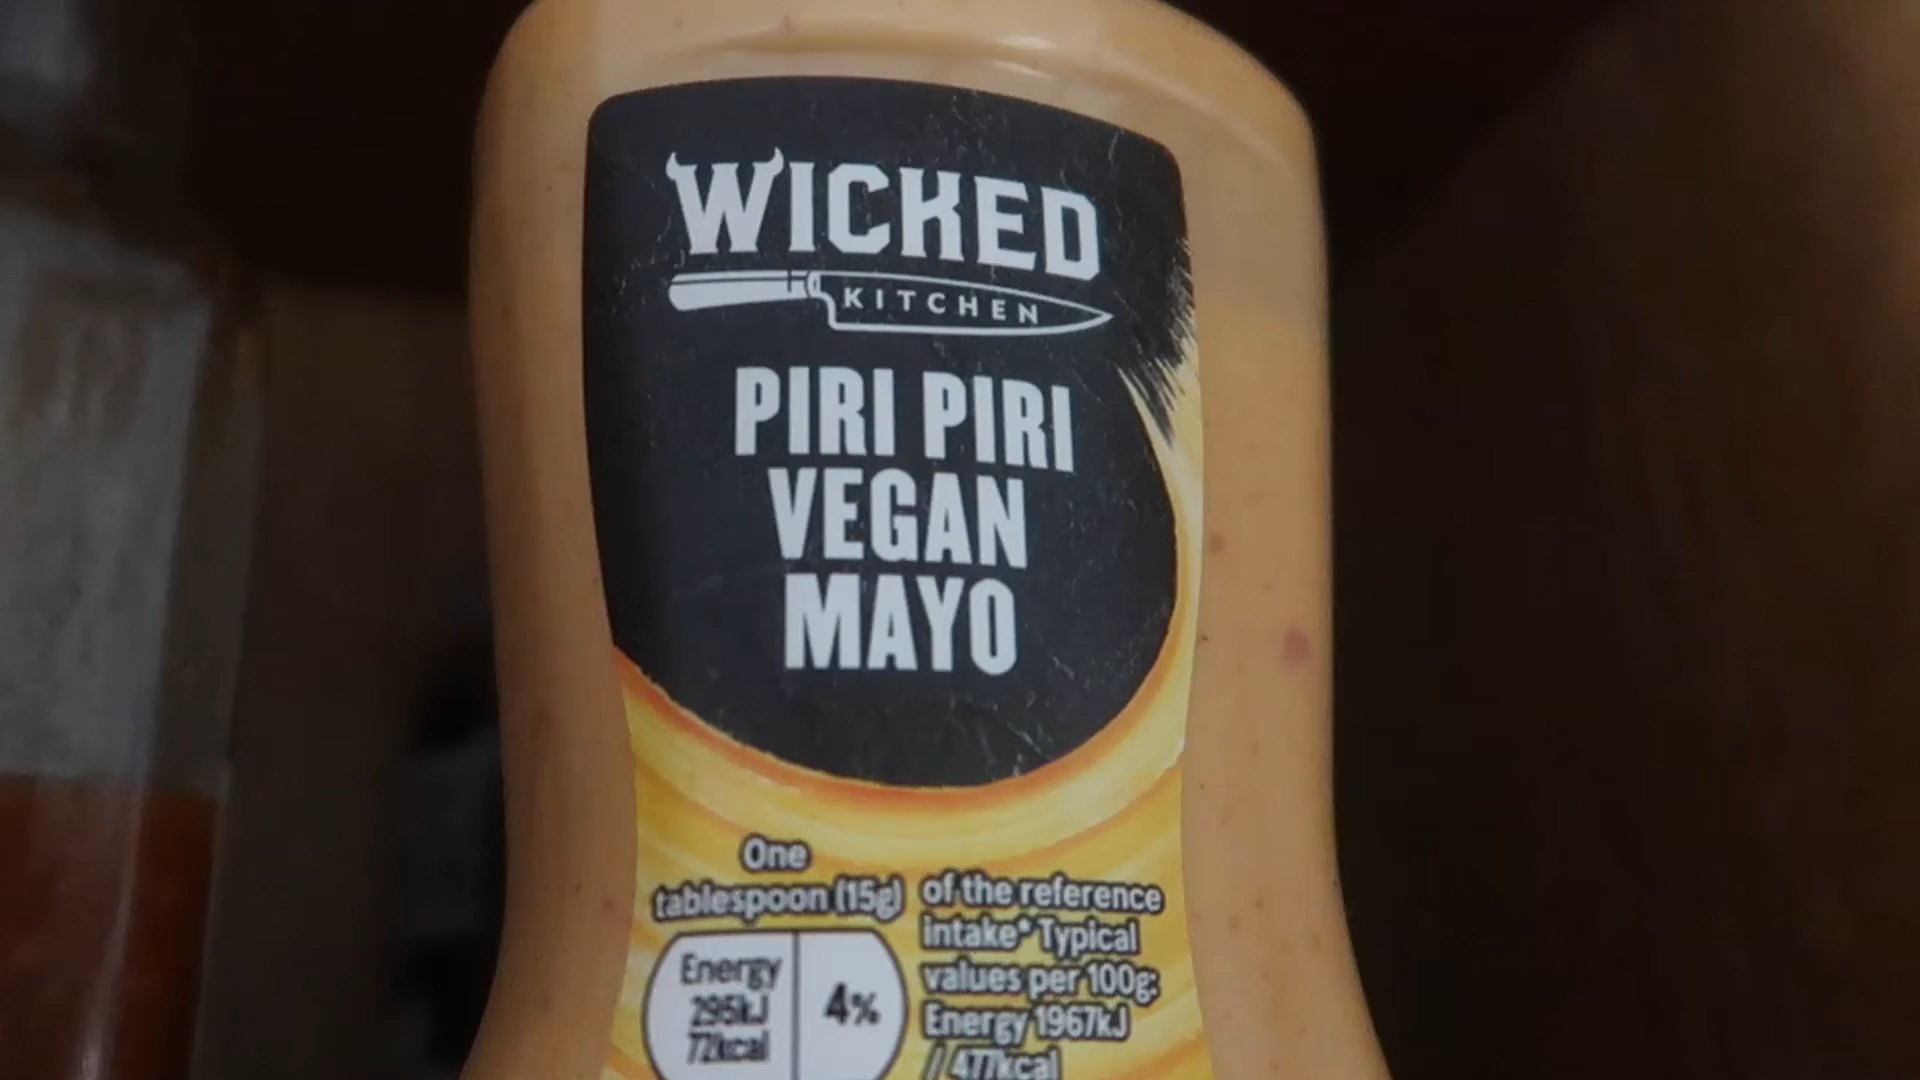 WICKED
KITCHEN
PIRI PIRI
VEGAN
MAYO
One
tablespoon (15g)
Energy
295kJ
72kcal
4%
of the reference
intake* Typical
values per 100g:
Energy 1967kJ
/ 477kcal